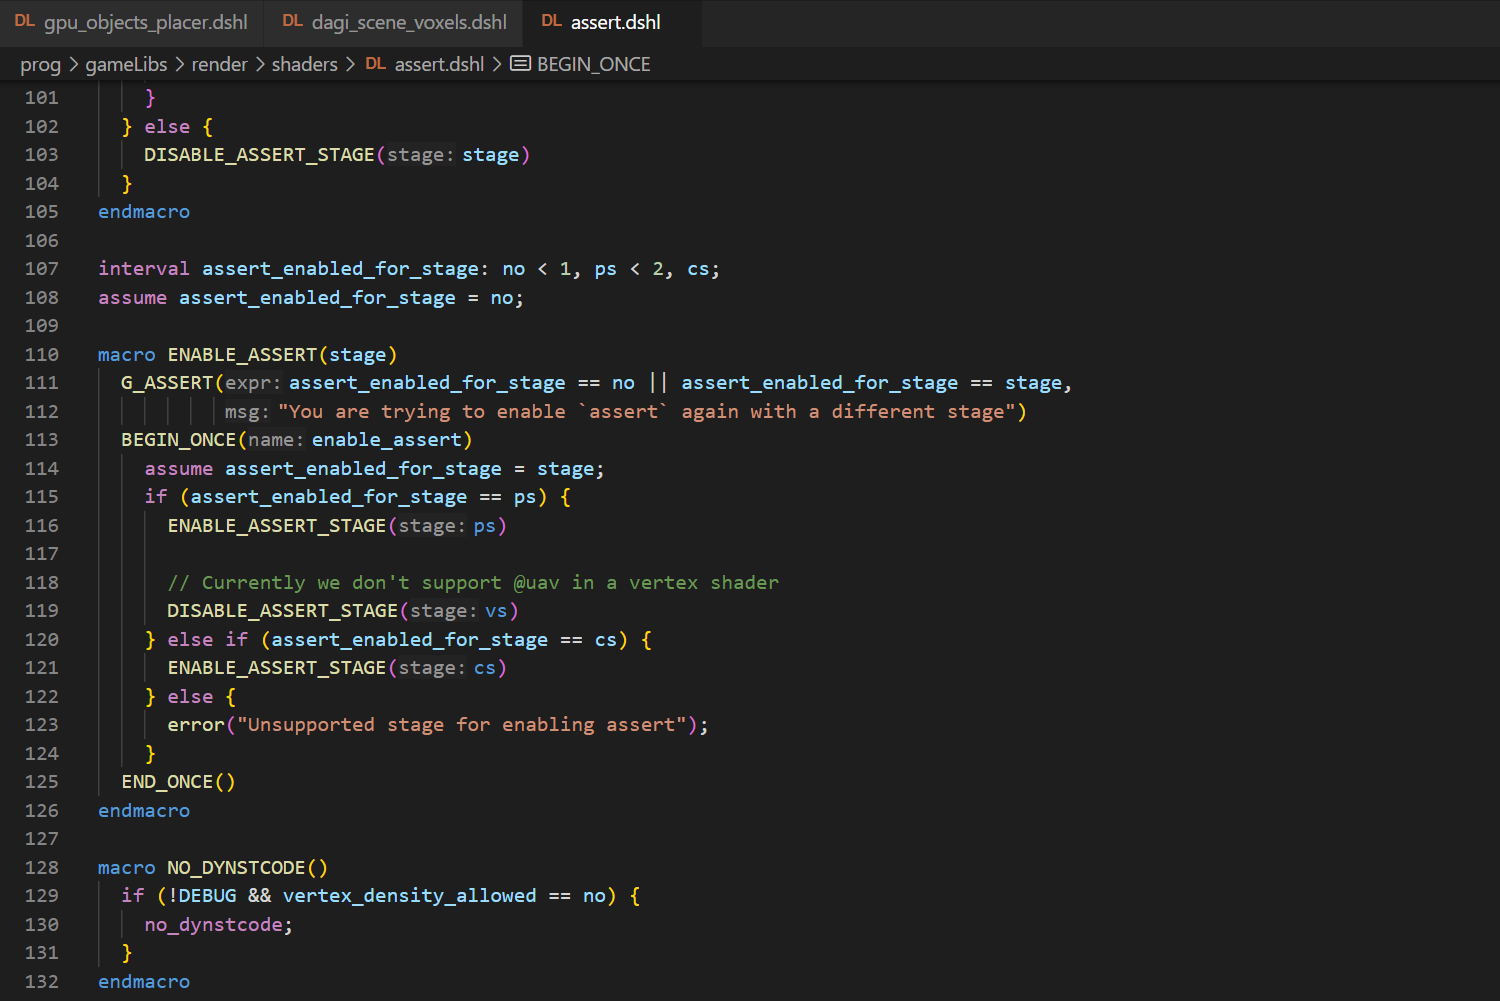 DL gpu_objects_placer.dshl DL dagi_scene_voxels.dshl DL assert.dshl
prog > gameLibs > render > shaders > DL assert.dshl > BEGIN_ONCE
101 }
102 } else {
103 DISABLE_ASSERT_STAGE(stage: stage)
104 }
105 endmacro
106
107 interval assert_enabled_for_stage: no < 1, ps < 2, cs;
108 assume assert_enabled_for_stage = no;
109
110 macro ENABLE_ASSERT(stage)
111 G_ASSERT(expr: assert_enabled_for_stage == no || assert_enabled_for_stage == stage,
112 msg: "You are trying to enable `assert` again with a different stage")
113 BEGIN_ONCE(name: enable_assert)
114 assume assert_enabled_for_stage = stage;
115 if (assert_enabled_for_stage == ps) {
116 ENABLE_ASSERT_STAGE(stage: ps)
117
118 // Currently we don't support @uav in a vertex shader
119 DISABLE_ASSERT_STAGE(stage: vs)
120 } else if (assert_enabled_for_stage == cs) {
121 ENABLE_ASSERT_STAGE(stage: cs)
122 } else {
123 error("Unsupported stage for enabling assert");
124 }
125 END_ONCE()
126 endmacro
127
128 macro NO_DYNSTCODE()
129 if (!DEBUG && vertex_density_allowed == no) {
130 no_dynstcode;
131 }
132 endmacro